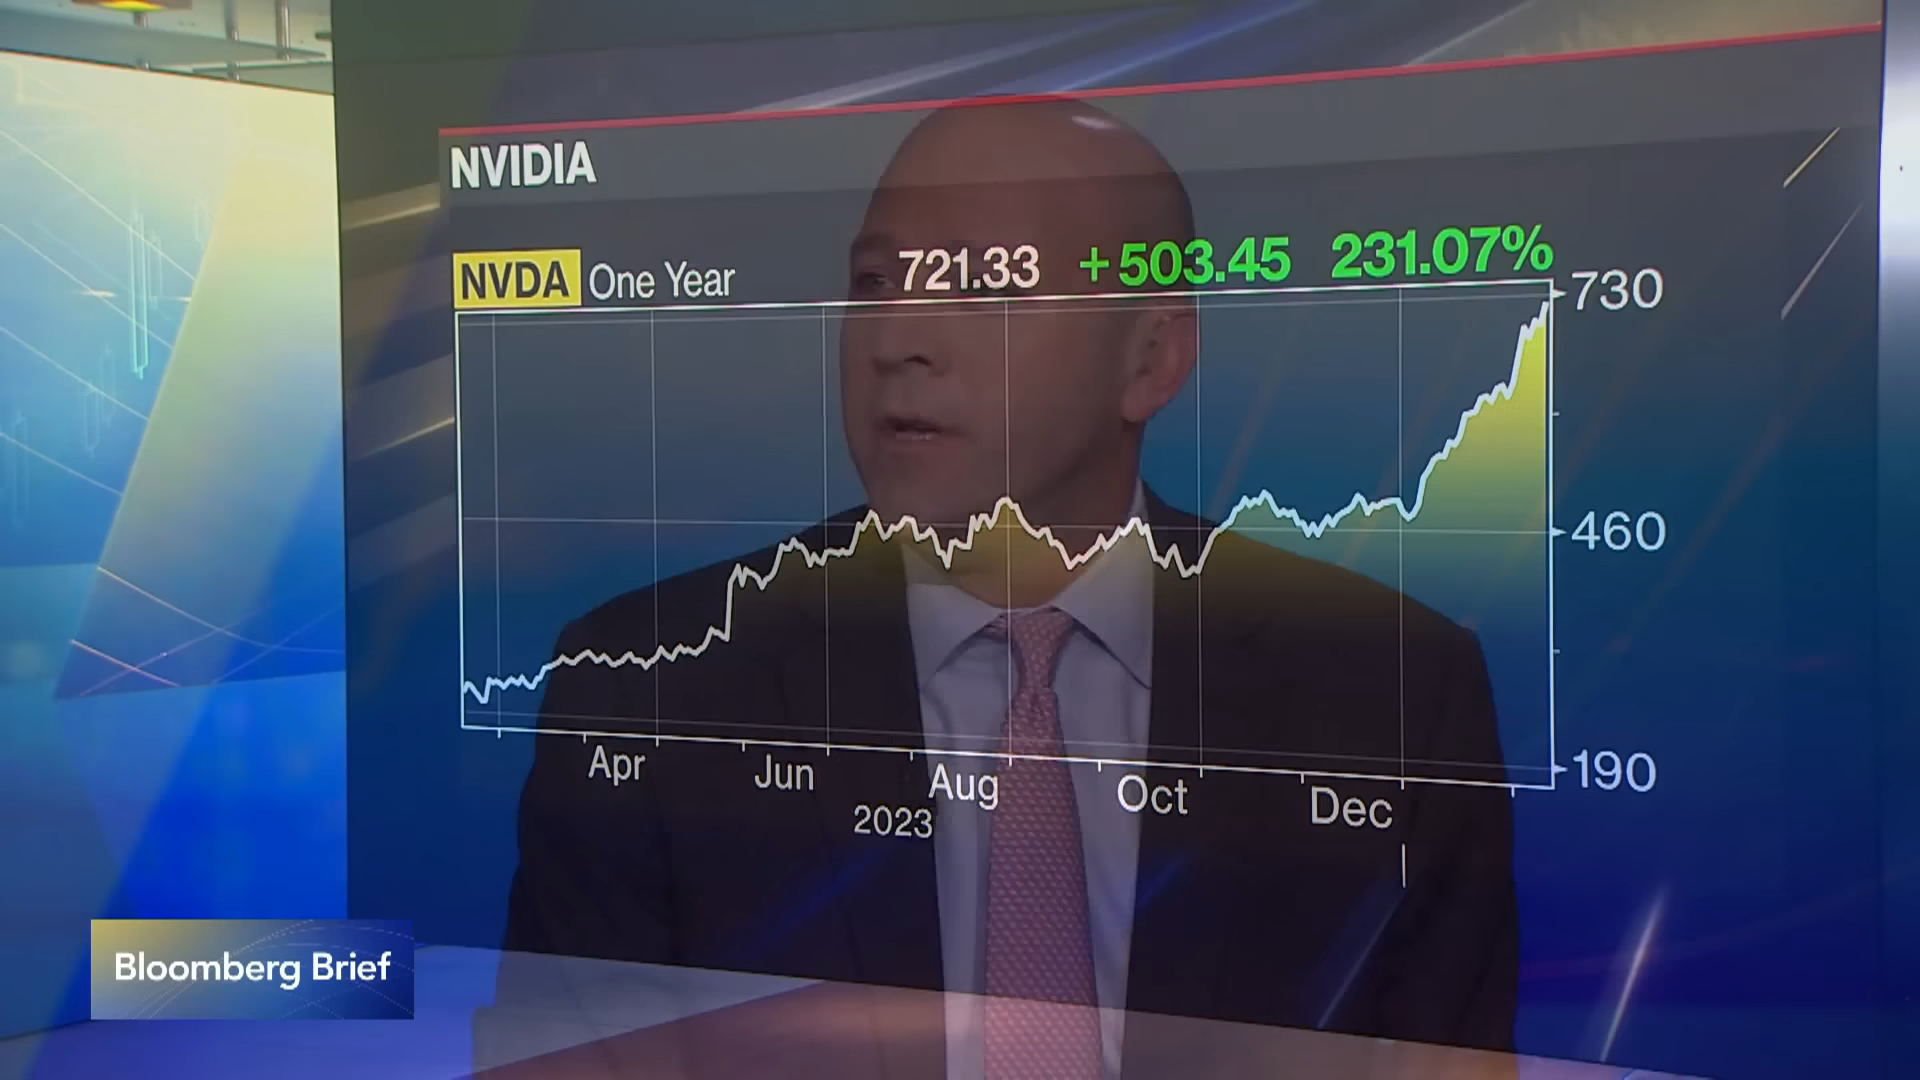 NVIDIA
NVDA One Year 721.33 +503.45 231.07%
730
460
190
Apr Jun Aug Oct Dec
2023
Bloomberg Brief